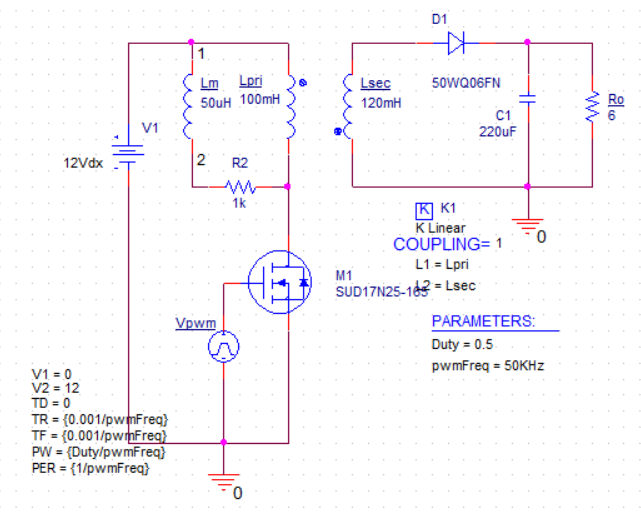 D1
1
Lm
Lpri
50uH
100mH
Lsec
120mH
50WQ06FN
C1
220uF
Ro
6
V1
12Vdx
2
R2
1k
K
K1
K Linear
COUPLING= 1
L1 = Lpri
L2 = Lsec
0
M1
SUD17N25-165
Vpwm
PARAMETERS:
Duty = 0.5
pwmFreq = 50KHz
V1 = 0
V2 = 12
TD = 0
TR = {0.001/pwmFreq}
TF = {0.001/pwmFreq}
PW = {Duty/pwmFreq}
PER = {1/pwmFreq}
0